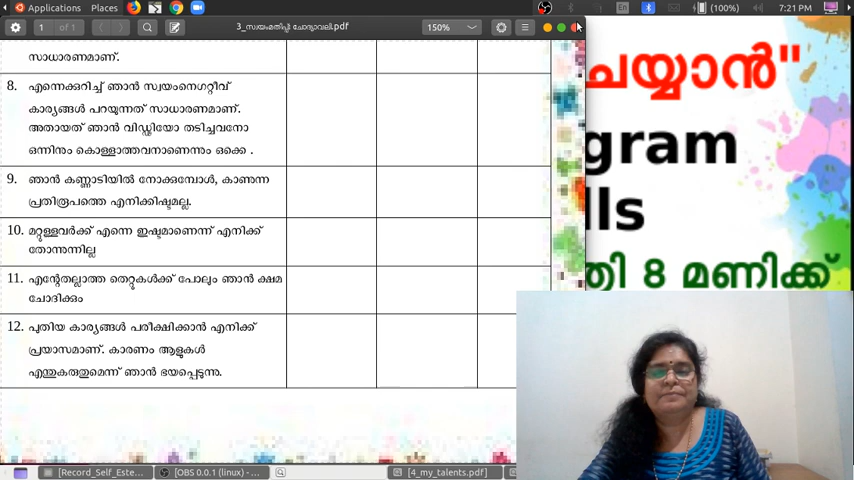 Applications Places En (100%) 7:21 PM
1 of 1 3_സ്വയംമതിപ്പ് ചോദ്യാവലി.pdf 150%
സാധാരണമാണ്.
8. എന്നെക്കുറിച്ച് ഞാൻ സ്വയംനെഗറ്റീവ്
കാര്യങ്ങൾ പറയുന്നത് സാധാരണമാണ്.
അതായത് ഞാൻ വിഡ്ഢിയോ തടിച്ചവനോ
ഒന്നിനും കൊള്ളാത്തവനാണെന്നും ഒക്കെ .
9. ഞാൻ കണ്ണാടിയിൽ നോക്കുമ്പോൾ, കാണുന്ന
പ്രതിരൂപത്തെ എനിക്കിഷ്ടമല്ല.
10. മറ്റുള്ളവർക്ക് എന്നെ ഇഷ്ടമാണെന്ന് എനിക്ക്
തോന്നുന്നില്ല
11. എന്റേതല്ലാത്ത തെറ്റുകൾക്ക് പോലും ഞാൻ ക്ഷമ
ചോദിക്കും
12. പുതിയ കാര്യങ്ങൾ പരീക്ഷിക്കാൻ എനിക്ക്
പ്രയാസമാണ്. കാരണം ആളുകൾ
എന്തുകരുതുമെന്ന് ഞാൻ ഭയപ്പെടുന്നു.
ചെയ്യാൻ"
gram
lls
തി 8 മണിക്ക്
[Record_Self_Este... [OBS 0.0.1 (linux) - ... [4_my_talents.pdf]